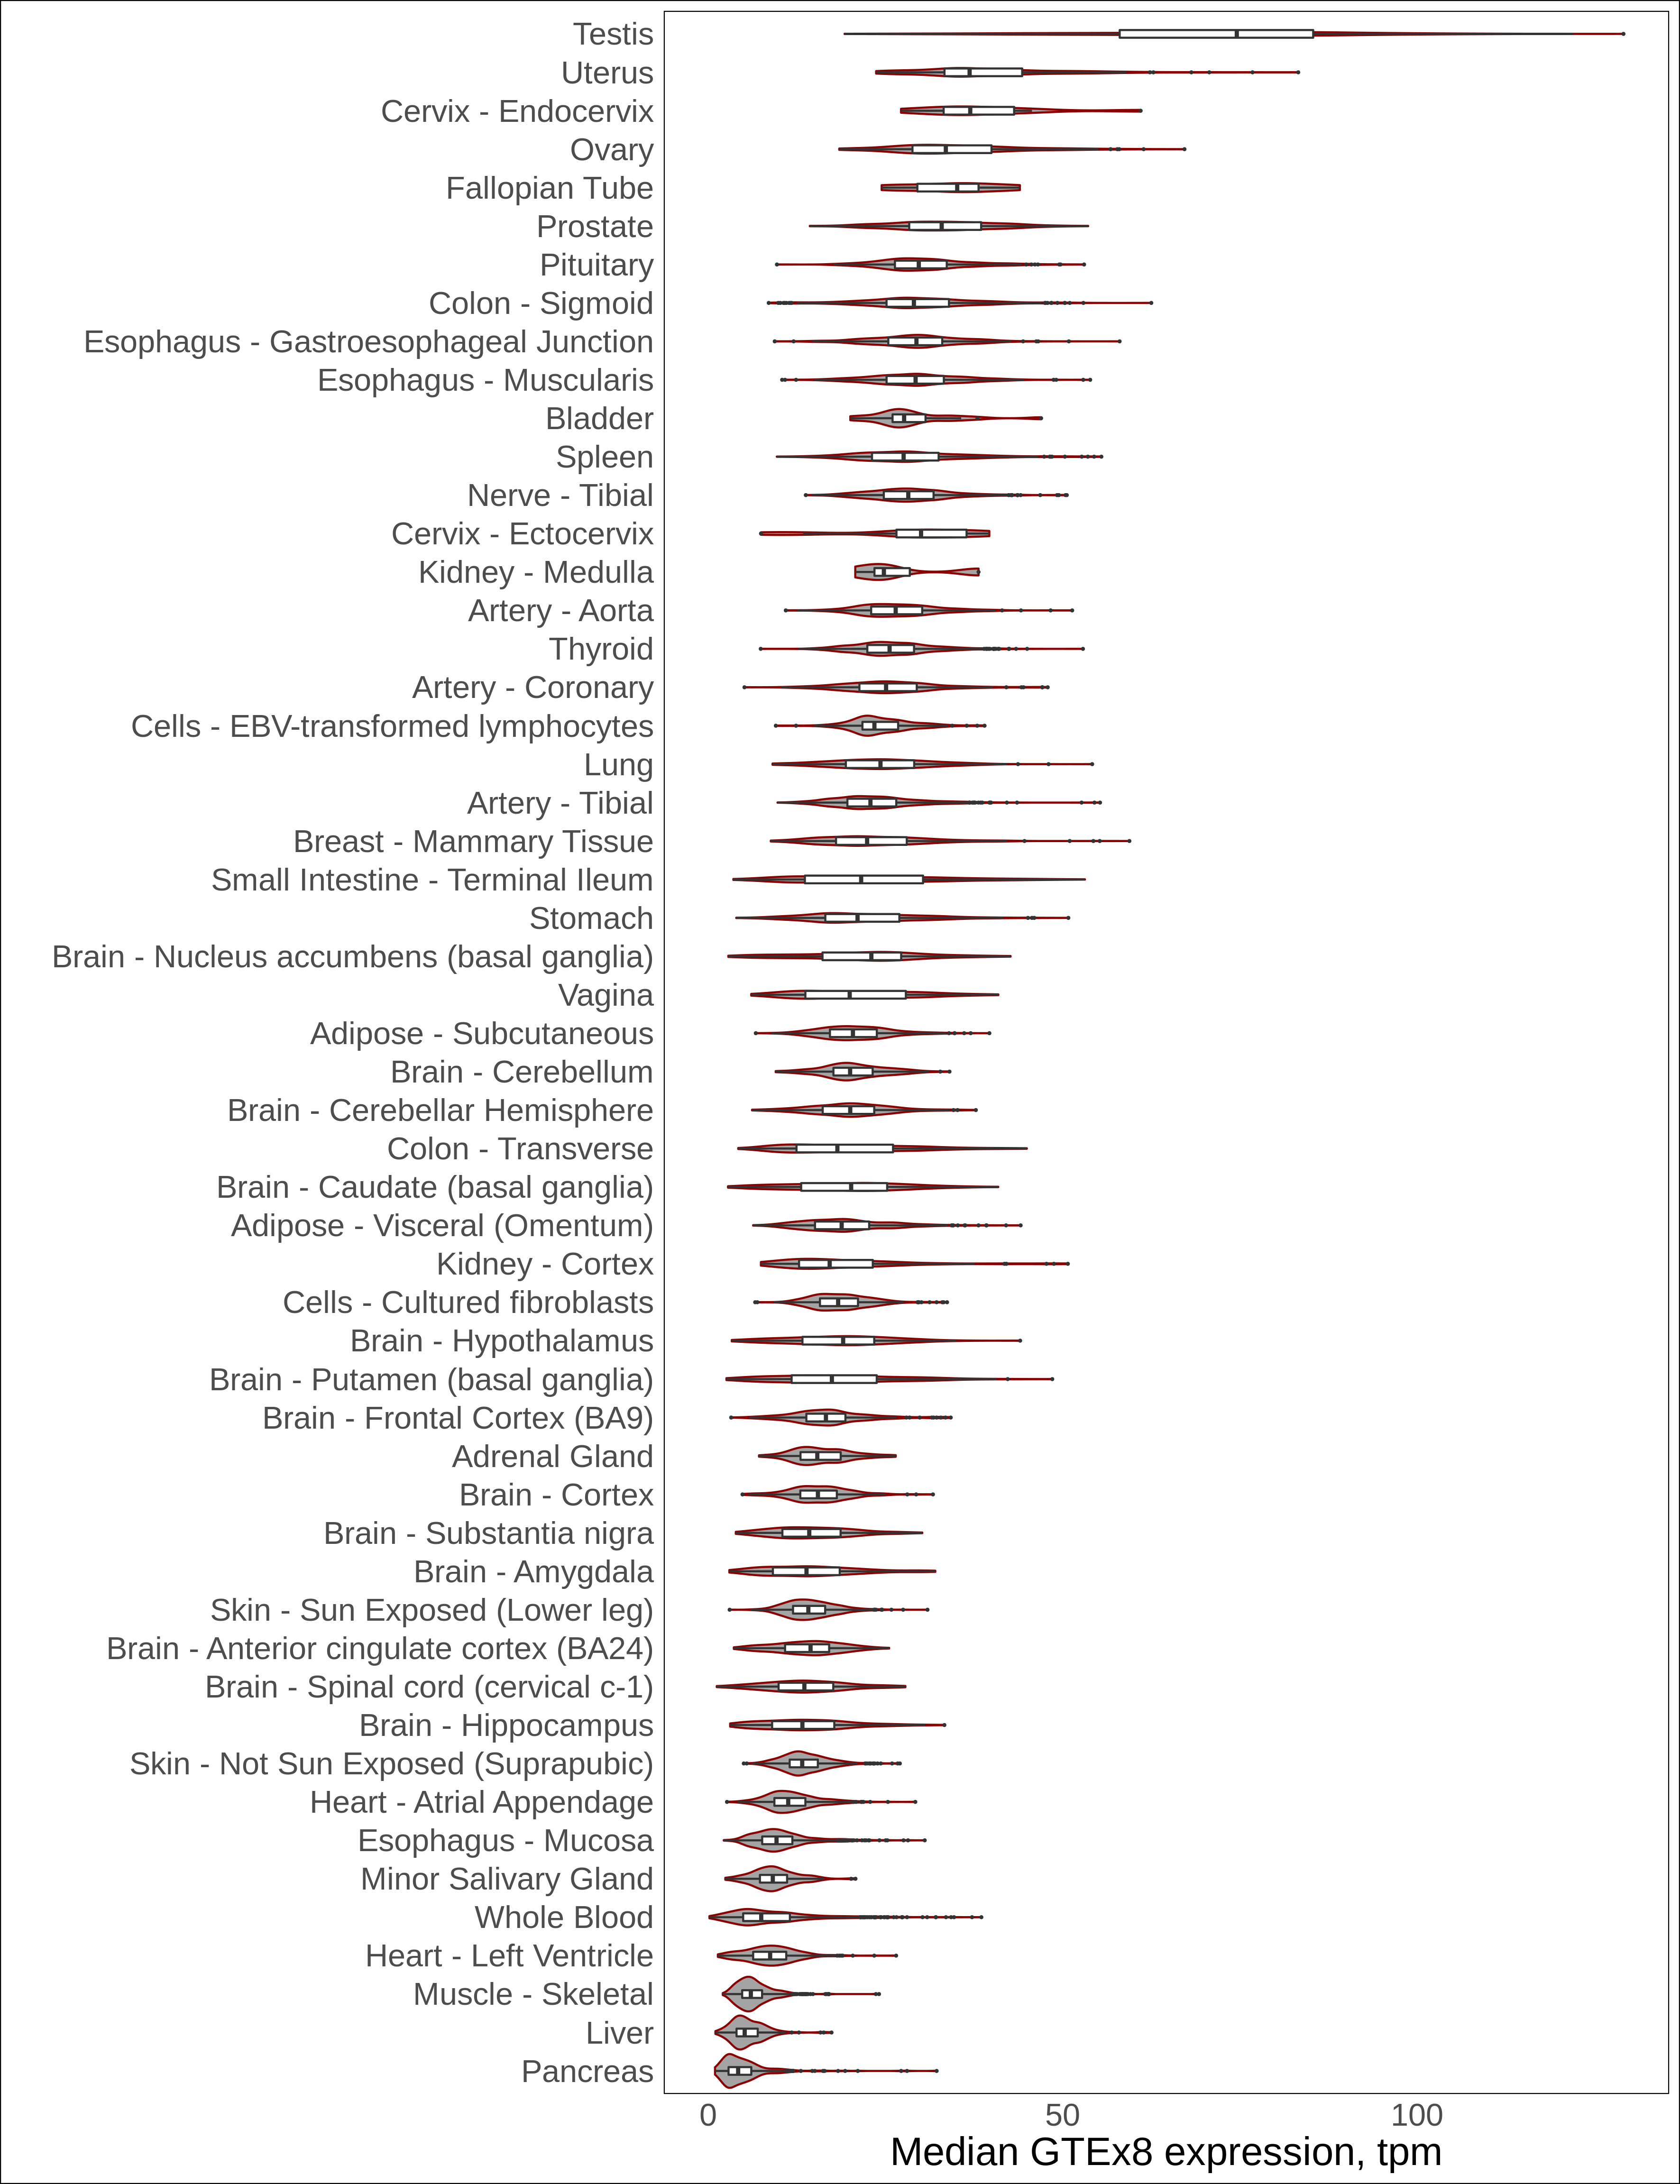 Testis
Uterus
Cervix - Endocervix
Ovary
Fallopian Tube
Prostate
Pituitary
Colon - Sigmoid
Esophagus - Gastroesophageal Junction
Esophagus - Muscularis
Bladder
Spleen
Nerve - Tibial
Cervix - Ectocervix
Kidney - Medulla
Artery - Aorta
Thyroid
Artery - Coronary
Cells - EBV-transformed lymphocytes
Lung
Artery - Tibial
Breast - Mammary Tissue
Small Intestine - Terminal Ileum
Stomach
Brain - Nucleus accumbens (basal ganglia)
Vagina
Adipose - Subcutaneous
Brain - Cerebellum
Brain - Cerebellar Hemisphere
Colon - Transverse
Brain - Caudate (basal ganglia)
Adipose - Visceral (Omentum)
Kidney - Cortex
Cells - Cultured fibroblasts
Brain - Hypothalamus
Brain - Putamen (basal ganglia)
Brain - Frontal Cortex (BA9)
Adrenal Gland
Brain - Cortex
Brain - Substantia nigra
Brain - Amygdala
Skin - Sun Exposed (Lower leg)
Brain - Anterior cingulate cortex (BA24)
Brain - Spinal cord (cervical c-1)
Brain - Hippocampus
Skin - Not Sun Exposed (Suprapubic)
Heart - Atrial Appendage
Esophagus - Mucosa
Minor Salivary Gland
Whole Blood
Heart - Left Ventricle
Muscle - Skeletal
Liver
Pancreas
0 50 100
Median GTEx8 expression, tpm